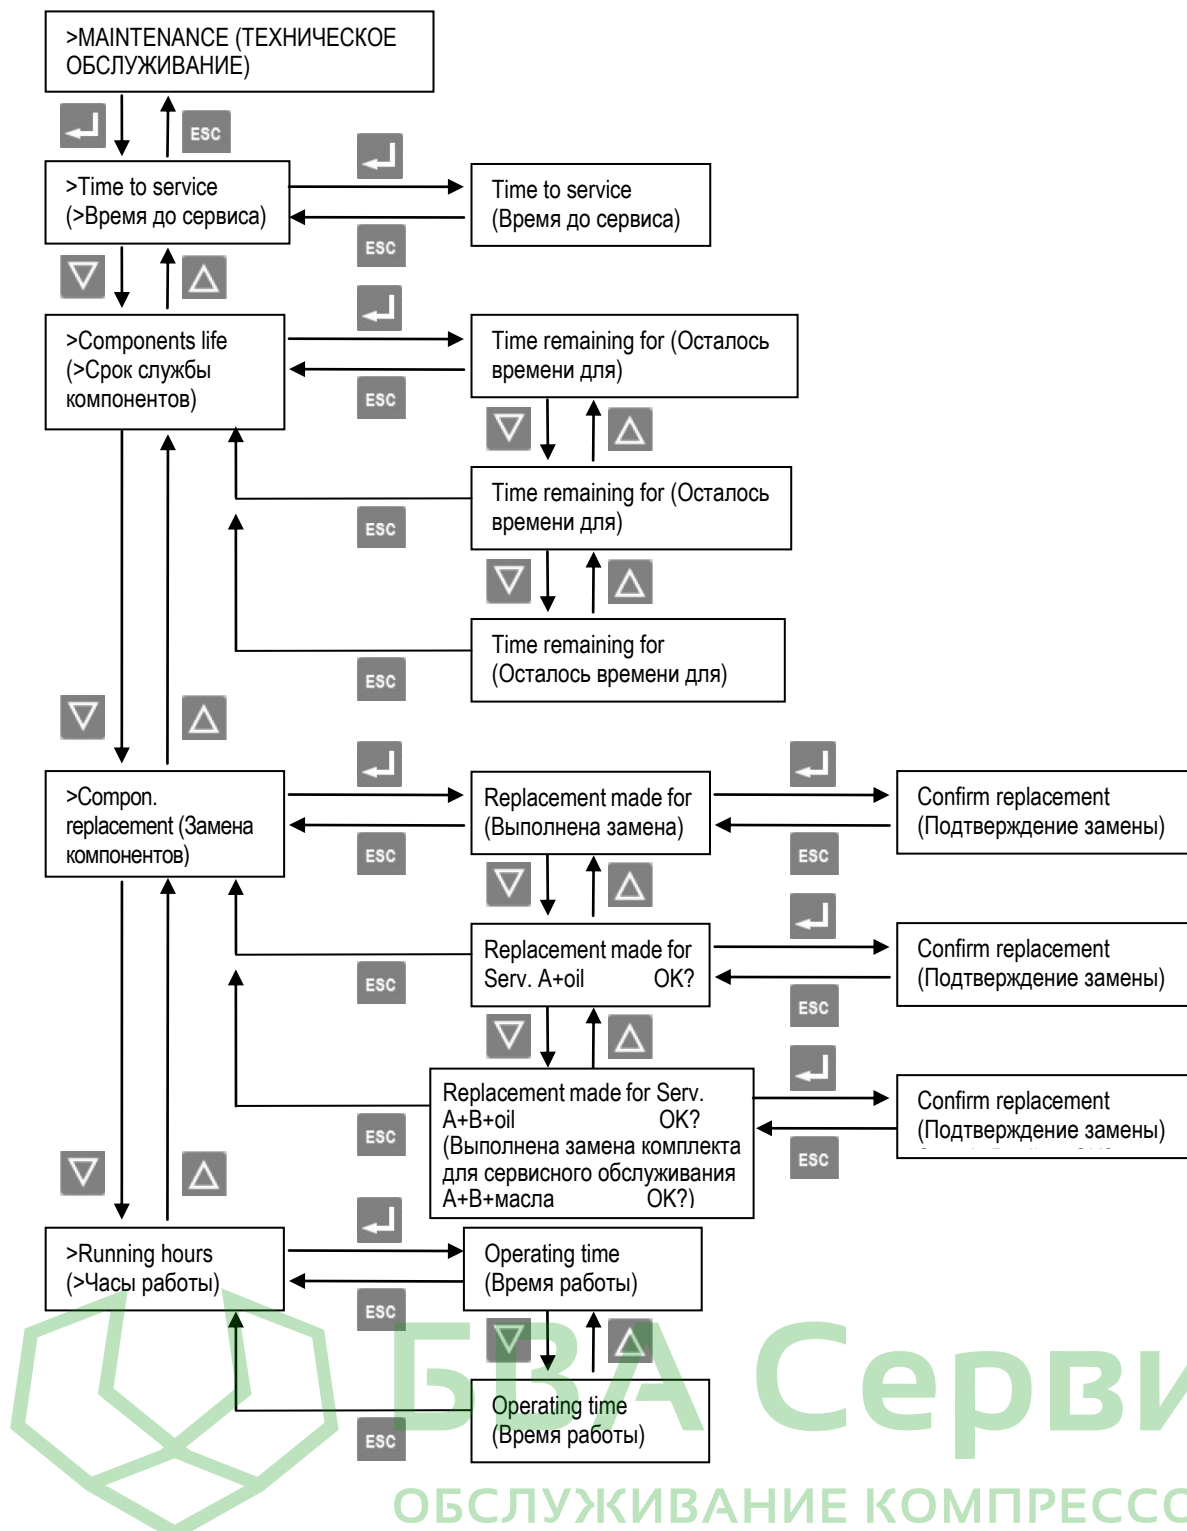 >MAINTENANCE (ТЕХНИЧЕСКОЕ
ОБСЛУЖИВАНИЕ)
ESC
>Time to service
(>Время до сервиса)
Time to service
(Время до сервиса)
ESC
>Components life
(>Срок службы
компонентов)
Time remaining for (Осталось
времени для)
ESC
Time remaining for (Осталось
времени для)
ESC
Time remaining for
(Осталось времени для)
ESC
>Compon.
replacement (Замена
компонентов)
Replacement made for
(Выполнена замена)
Confirm replacement
(Подтверждение замены)
ESC
ESC
Replacement made for
Serv. A+oil OK?
Confirm replacement
(Подтверждение замены)
ESC
ESC
Replacement made for Serv.
A+B+oil OK?
(Выполнена замена комплекта
для сервисного обслуживания
А+В+масла OK?)
Confirm replacement
(Подтверждение замены)
ESC
ESC
>Running hours
(>Часы работы)
Operating time
(Время работы)
ESC
Operating time
(Время работы)
ESC
БВА Серви
ОБСЛУЖИВАНИЕ КОМПРЕССО